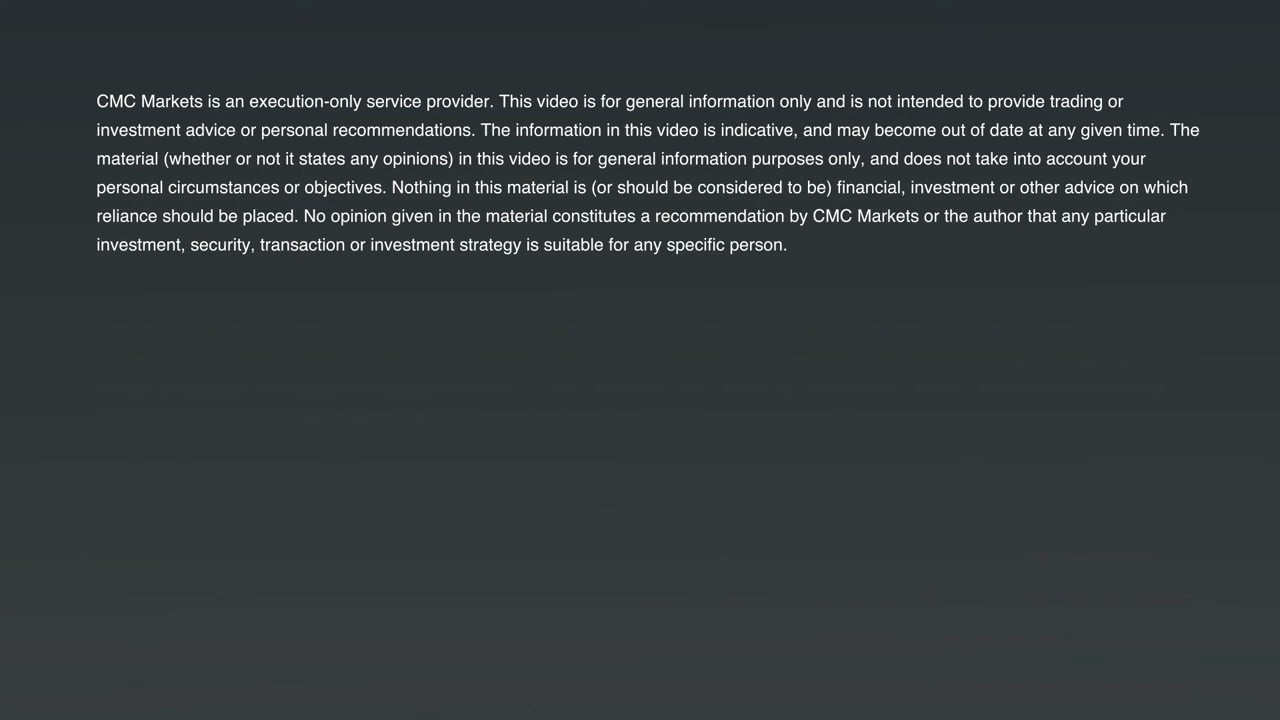 CMC Markets is an execution-only service provider. This video is for general information only and is not intended to provide trading or
investment advice or personal recommendations. The information in this video is indicative, and may become out of date at any given time. The
material (whether or not it states any opinions) in this video is for general information purposes only, and does not take into account your
personal circumstances or objectives. Nothing in this material is (or should be considered to be) financial, investment or other advice on which
reliance should be placed. No opinion given in the material constitutes a recommendation by CMC Markets or the author that any particular
investment, security, transaction or investment strategy is suitable for any specific person.